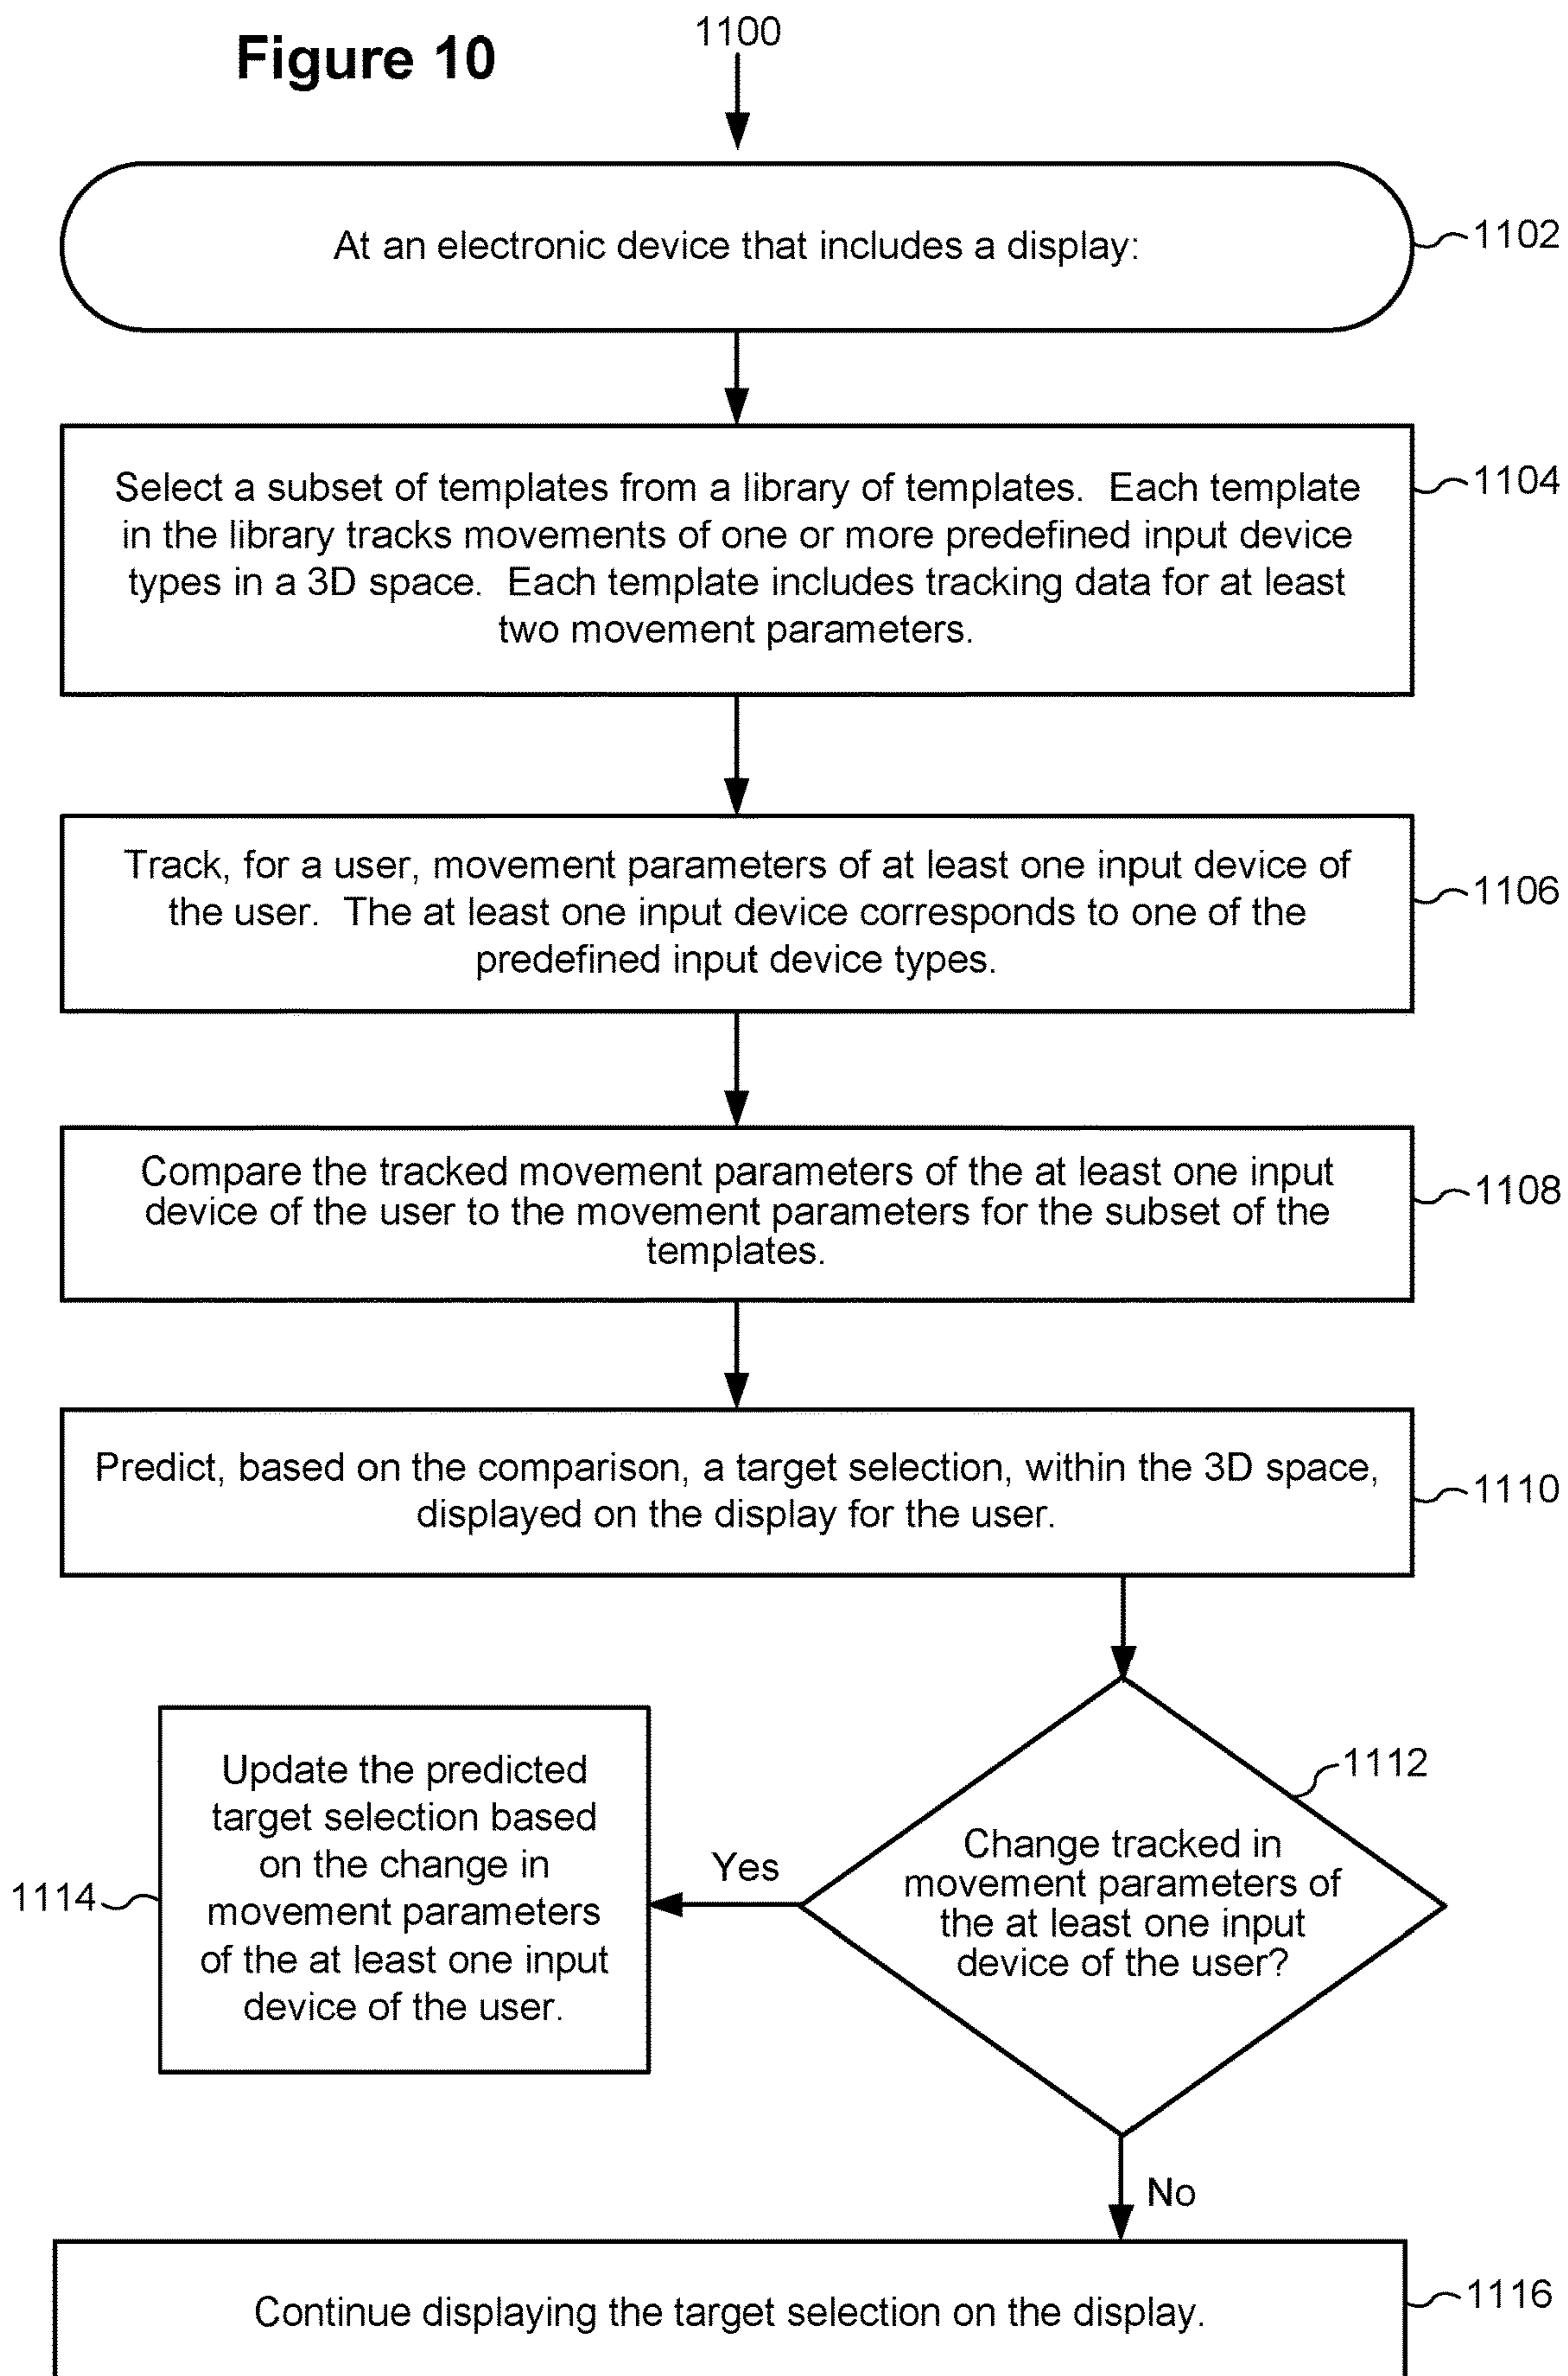 Figure 10
1100
At an electronic device that includes a display:
1102
Select a subset of templates from a library of templates.  Each template
in the library tracks movements of one or more predefined input device
types in a 3D space.  Each template includes tracking data for at least
two movement parameters.
1104
Track, for a user, movement parameters of at least one input device of
the user.  The at least one input device corresponds to one of the
predefined input device types.
1106
Compare the tracked movement parameters of the at least one input
device of the user to the movement parameters for the subset of the
templates.
1108
Predict, based on the comparison, a target selection, within the 3D space,
displayed on the display for the user.
1110
1112
Change tracked in
movement parameters of
the at least one input
device of the user?
Yes
Update the predicted
target selection based
on the change in
movement parameters
of the at least one input
device of the user.
1114
No
Continue displaying the target selection on the display.
1116